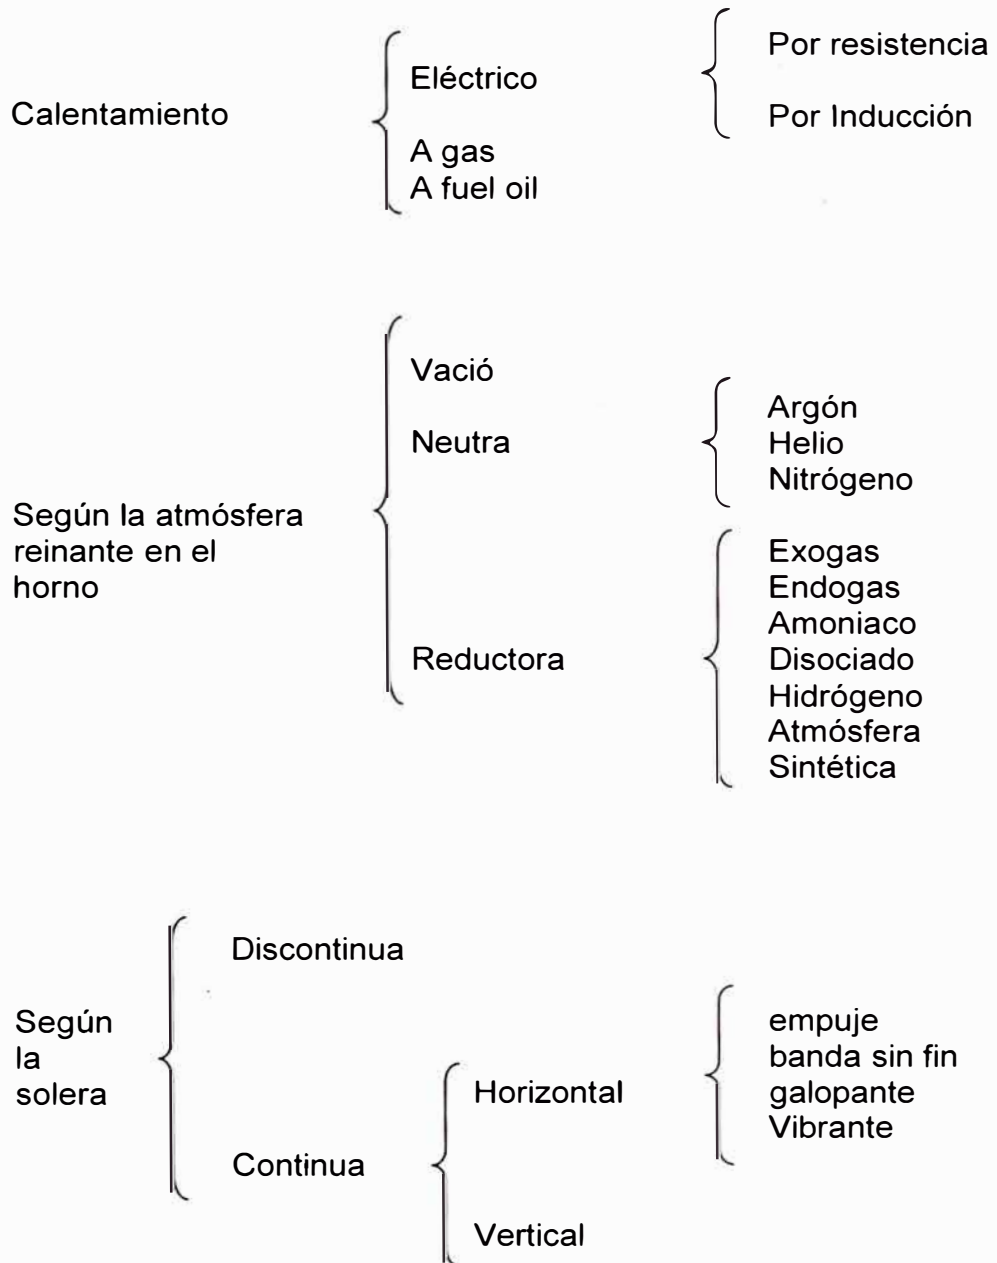 Calentamiento
Eléctrico
A gas
A fuel oil
Por resistencia
Por Inducción
Según la atmósfera
reinante en el
horno
Vació
Neutra
Argón
Helio
Nitrógeno
Reductora
Exogas
Endogas
Amoniaco
Disociado
Hidrógeno
Atmósfera
Sintética
Según
la
solera
Discontinua
Continua
Horizontal
empuje
banda sin fin
galopante
Vibrante
Vertical